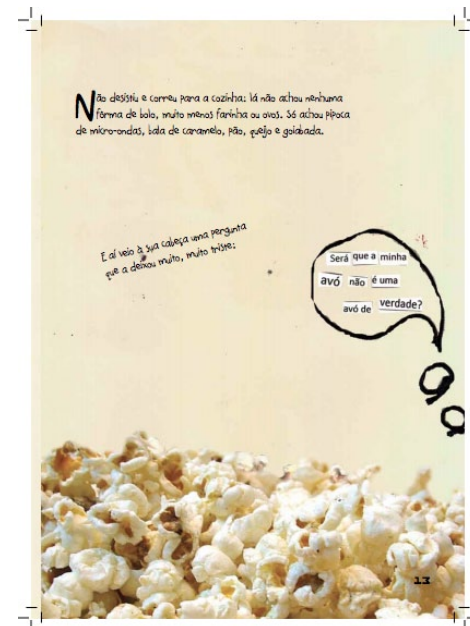 Não desistiu e correu para a cozinha: lá não achou nenhuma
fôrma de bolo, muito menos farinha ou ovos. Só achou pipoca
de micro-ondas, bala de caramelo, pão, queijo e goiabada.
E aí veio à sua cabeça uma pergunta
que a deixou muito, muito triste:
Será que a minha
avó não é uma
avó de verdade?
13